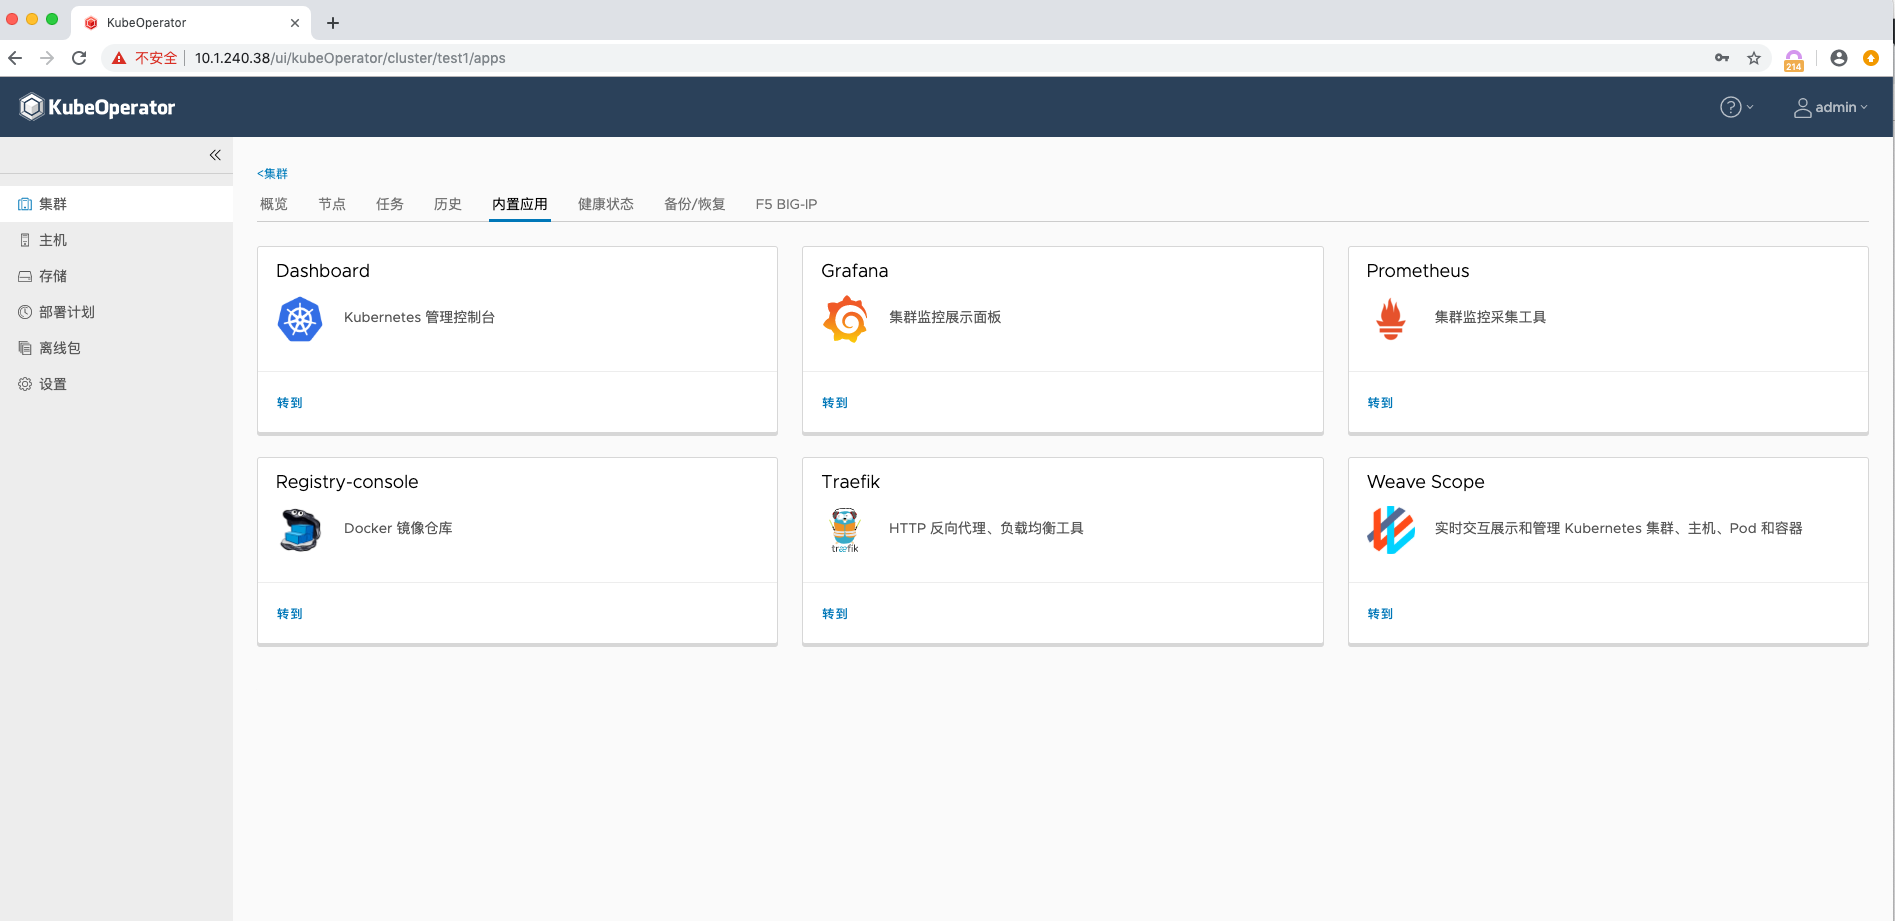 KubeOperator
不安全 10.1.240.38/ui/kubeOperator/cluster/test1/apps
214
KubeOperator
? admin
集群
主机
存储
部署计划
离线包
设置
<集群
概览 节点 任务 历史 内置应用 健康状态 备份/恢复 F5 BIG-IP
Dashboard
Kubernetes 管理控制台
转到
Grafana
集群监控展示面板
转到
Prometheus
集群监控采集工具
转到
Registry-console
Docker 镜像仓库
转到
Traefik
træfik
HTTP 反向代理、负载均衡工具
转到
Weave Scope
实时交互展示和管理 Kubernetes 集群、主机、Pod 和容器
转到